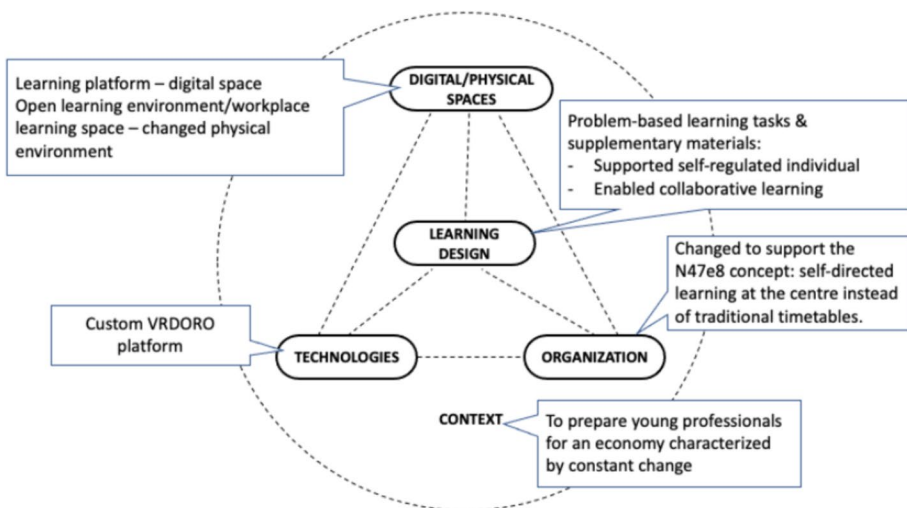 DIGITAL/PHYSICAL
SPACES
Learning platform – digital space
Open learning environment/workplace
learning space – changed physical
environment
Problem-based learning tasks &
supplementary materials:
- Supported self-regulated individual
- Enabled collaborative learning
LEARNING
DESIGN
Changed to support the
N47e8 concept: self-directed
learning at the centre instead
of traditional timetables.
Custom VRDORO
platform
TECHNOLOGIES
ORGANIZATION
CONTEXT
To prepare young professionals
for an economy characterized
by constant change